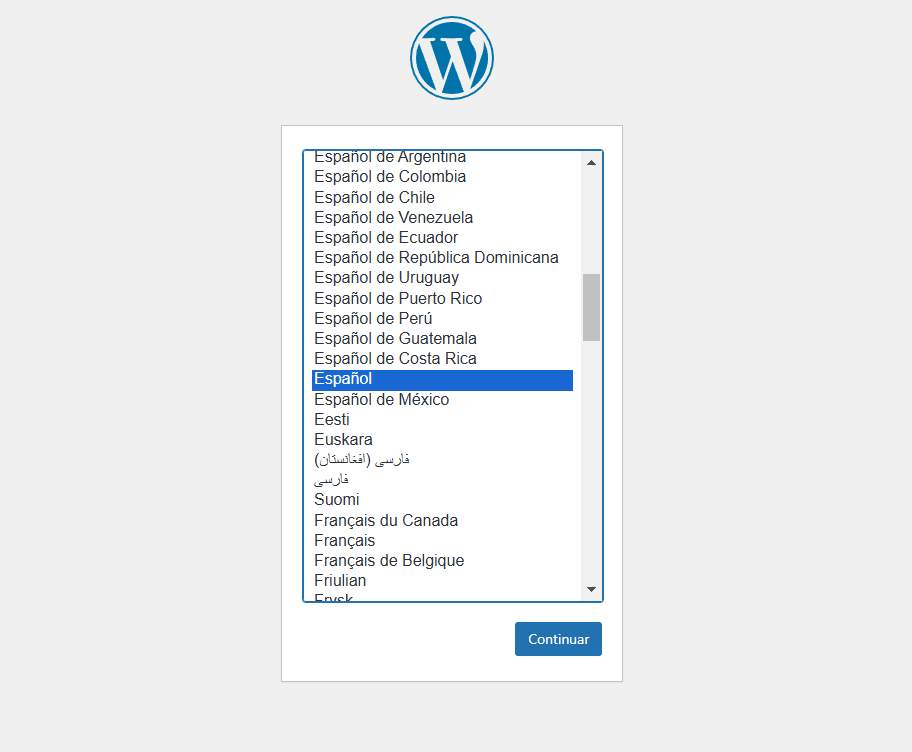 Español de Argentina
Español de Colombia
Español de Chile
Español de Venezuela
Español de Ecuador
Español de República Dominicana
Español de Uruguay
Español de Puerto Rico
Español de Perú
Español de Guatemala
Español de Costa Rica
Español
Español de México
Eesti
Euskara
فارسی (افغانستان)
فارسی
Suomi
Français du Canada
Français
Français de Belgique
Friulian
Frysk
Continuar